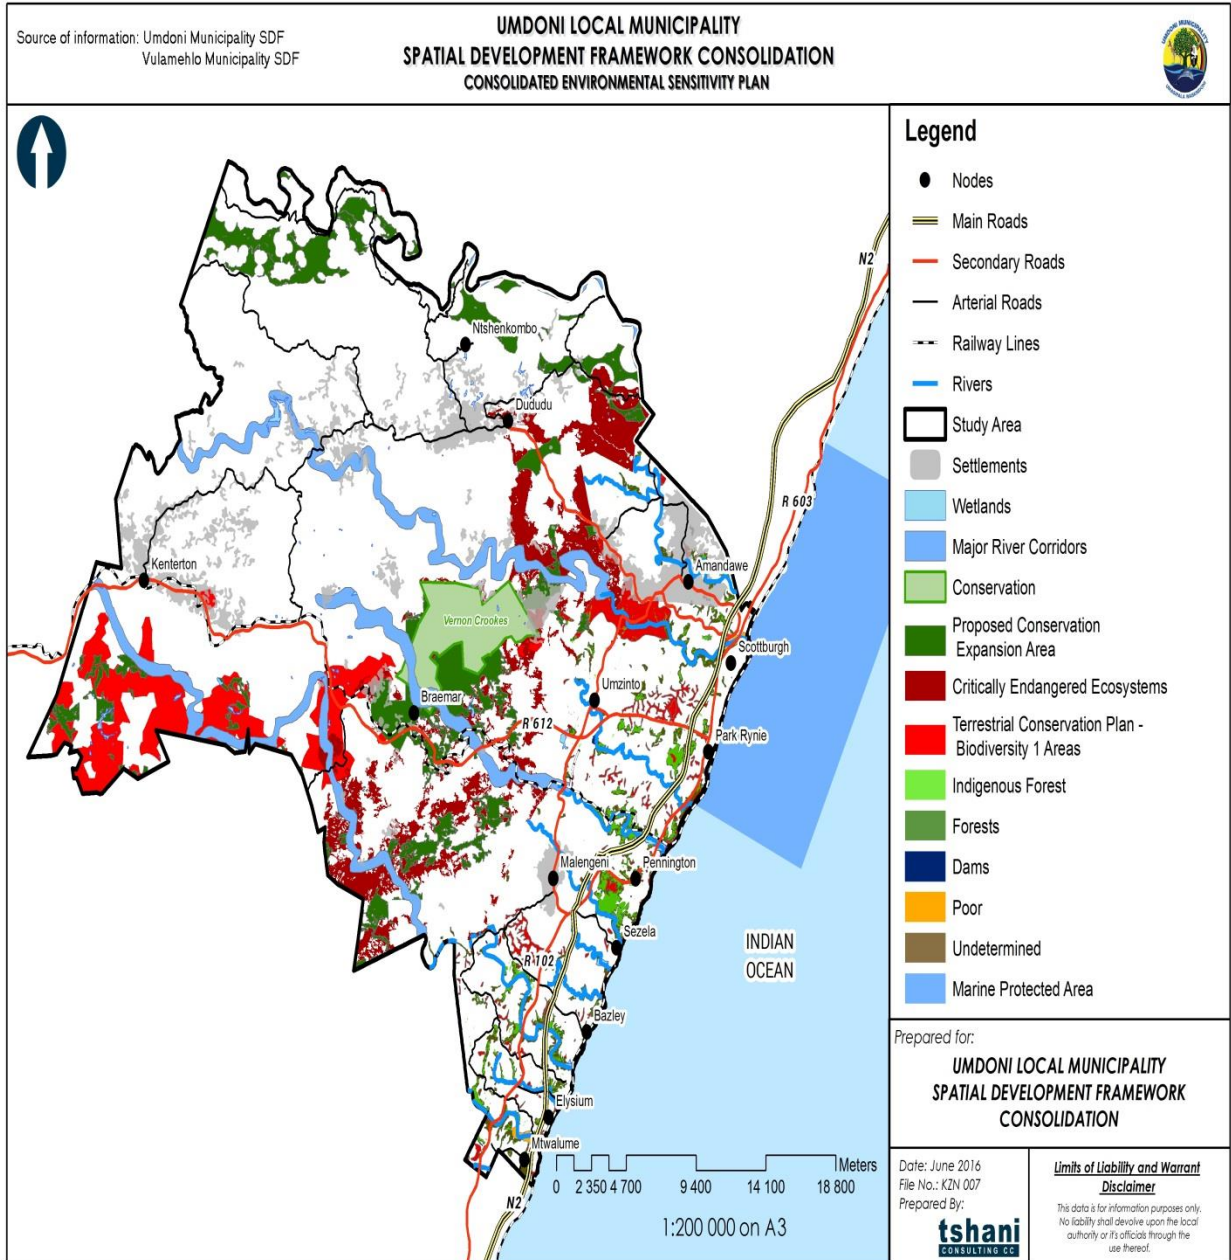 Source of information: Umdoni Municipality SDF
Vulamehlo Municipality SDF
UMDONI LOCAL MUNICIPALITY
SPATIAL DEVELOPMENT FRAMEWORK CONSOLIDATION
CONSOLIDATED ENVIRONMENTAL SENSITIVITY PLAN
UMDONI MUNICIPALITY
N2
Ntshenkombo
Dududu
R 603
Kenterton
Amandawe
Vernon Crookes
Scottburgh
Umzinto
Braemar
R 612
Park Rynie
Malengeni
Pennington
Sezela
INDIAN
OCEAN
R 102
Bazley
Elysium
Mtwalume
N2
Meters
0 2 350 4 700 9 400 14 100 18 800
1:200 000 on A3
Legend
Nodes
Main Roads
Secondary Roads
Arterial Roads
Railway Lines
Rivers
Study Area
Settlements
Wetlands
Major River Corridors
Conservation
Proposed Conservation
Expansion Area
Critically Endangered Ecosystems
Terrestrial Conservation Plan -
Biodiversity 1 Areas
Indigenous Forest
Forests
Dams
Poor
Undetermined
Marine Protected Area
Prepared for:
UMDONI LOCAL MUNICIPALITY
SPATIAL DEVELOPMENT FRAMEWORK
CONSOLIDATION
Date: June 2016
File No.: KZN 007
Prepared By:
tshani
CONSULTING CC
Limits of Liability and Warrant
Disclaimer
This data is for information purposes only.
No liability shall devolve upon the local
authority or it's officials through the
use thereof.